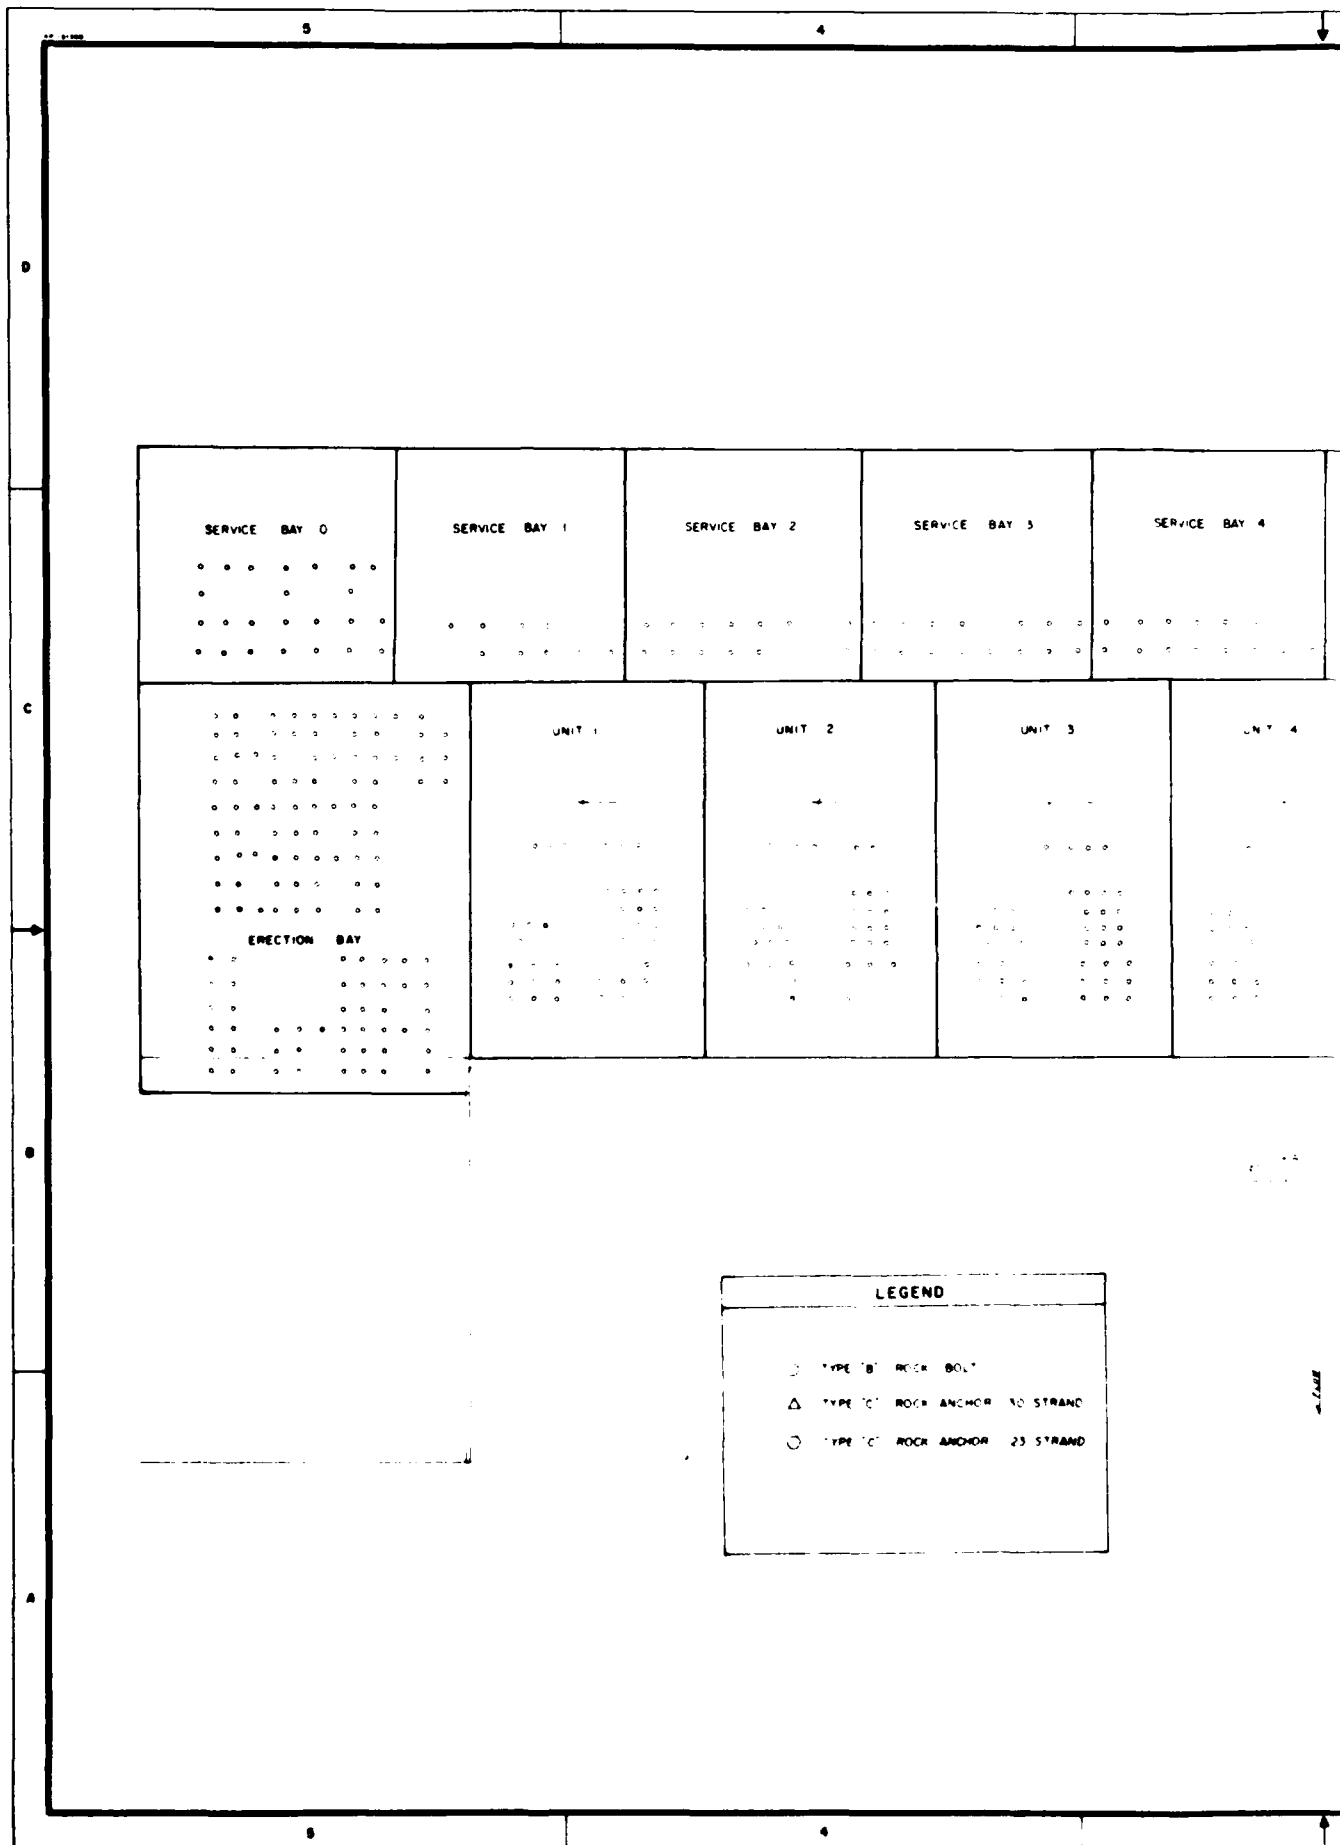 5 4
D
SERVICE BAY 0 SERVICE BAY 1 SERVICE BAY 2 SERVICE BAY 3 SERVICE BAY 4
C
UNIT 1 UNIT 2 UNIT 3 4
ERECTION BAY
B
LEGEND
TYPE "B" ROCK BOLT
TYPE "C" ROCK ANCHOR 30 STRAND
TYPE "C" ROCK ANCHOR 23 STRAND
A
5 4